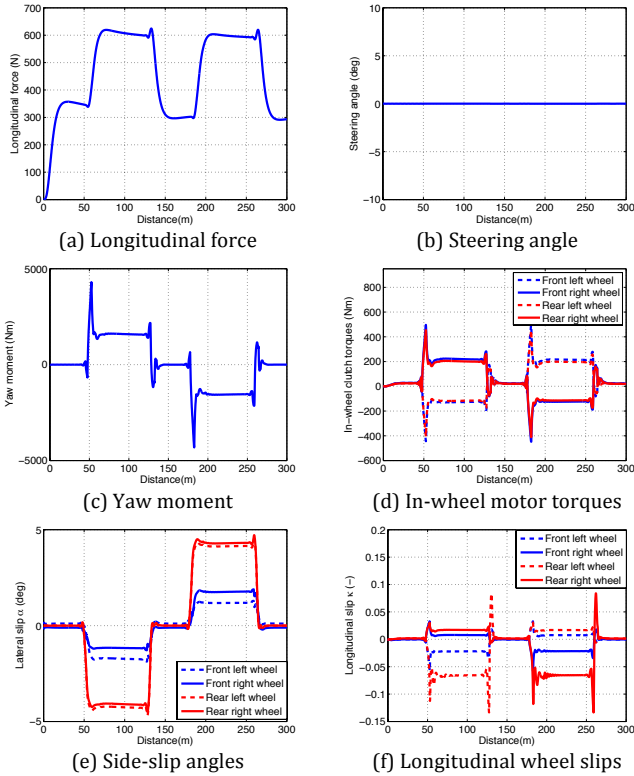 700
600
500
400
300
200
100
0
Longitudinal force (N)
0 50 100 150 200 250 300
Distance(m)
(a) Longitudinal force
10
5
0
−5
−10
Steering angle (deg)
0 50 100 150 200 250 300
Distance(m)
(b) Steering angle
5000
0
−5000
Yaw moment (Nm)
0 50 100 150 200 250 300
Distance(m)
(c) Yaw moment
800
600
400
200
0
−200
−400
−600
In−wheel clutch torques (Nm)
Front left wheel
Front right wheel
Rear left wheel
Rear right wheel
0 50 100 150 200 250 300
Distance(m)
(d) In-wheel motor torques
5
0
−5
Lateral slip α (deg)
Front left wheel
Front right wheel
Rear left wheel
Rear right wheel
0 50 100 150 200 250 300
Distance(m)
(e) Side-slip angles
0.2
0.15
0.1
0.05
0
−0.05
−0.1
−0.15
Longitudinal slip κ (−)
Front left wheel
Front right wheel
Rear left wheel
Rear right wheel
0 50 100 150 200 250 300
Distance(m)
(f) Longitudinal wheel slips